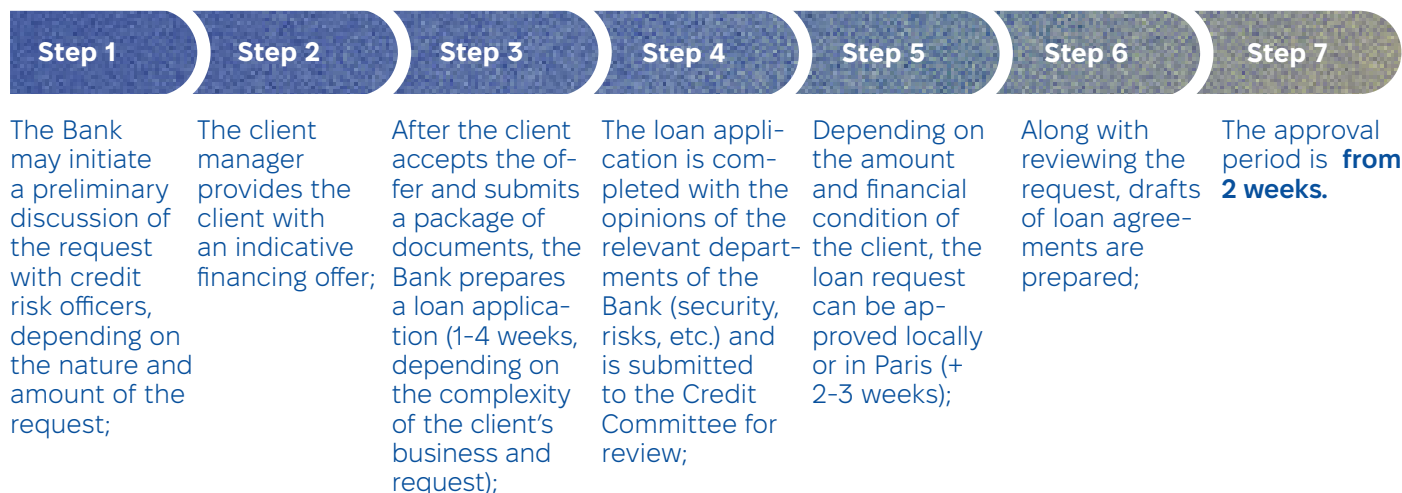 Step 1
The Bank
may initiate
a preliminary
discussion of
the request
with credit
risk officers,
depending on
the nature and
amount of the
request;
Step 2
The client
manager
provides the
client with
an indicative
financing offer;
Step 3
After the client
accepts the of-
fer and submits
a package of
documents, the
Bank prepares
a loan applica-
tion (1-4 weeks,
depending on
the complexity
of the client's
business and
request);
Step 4
The loan appli-
cation is com-
pleted with the
opinions of the
relevant depart-
ments of the
Bank (security,
risks, etc.) and
is submitted
to the Credit
Committee for
review;
Step 5
Depending on
the amount
and financial
condition of
the client, the
loan request
can be ap-
proved locally
or in Paris (+
2-3 weeks);
Step 6
Along with
reviewing the
request, drafts
of loan agree-
ments are
prepared;
Step 7
The approval
period is from
2 weeks.